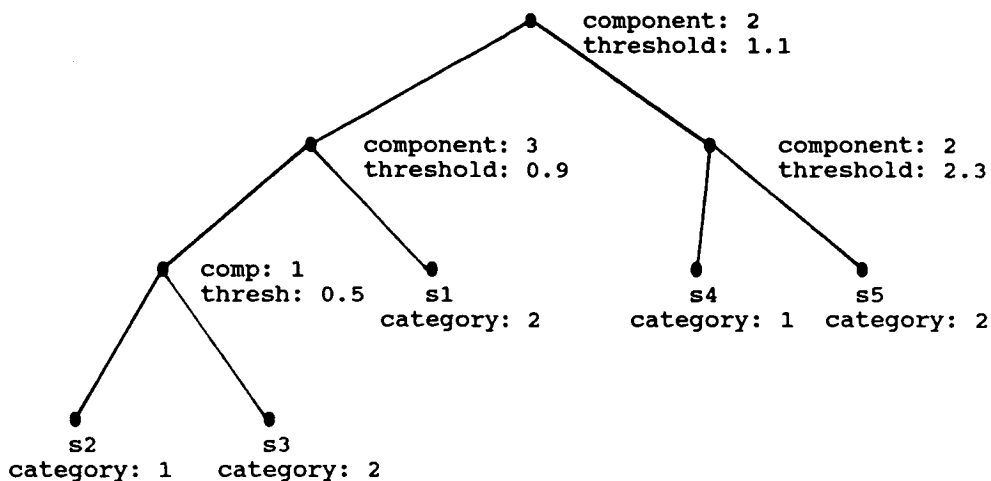 component: 2
threshold: 1.1
component: 3
threshold: 0.9
component: 2
threshold: 2.3
comp: 1
thresh: 0.5
s1
category: 2
s4
category: 1
s5
category: 2
s2
category: 1
s3
category: 2